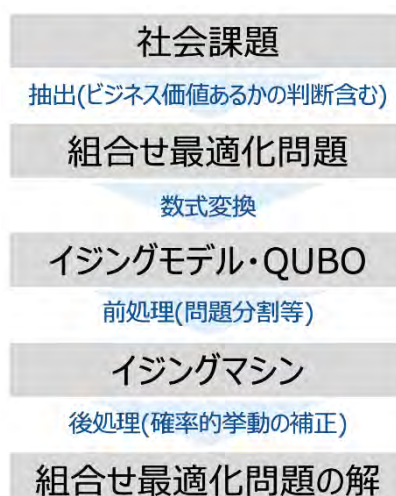 社会課題
抽出(ビジネス価値あるかの判断含む)
組合せ最適化問題
数式変換
イジングモデル・QUBO
前処理(問題分割等)
イジングマシン
後処理(確率的挙動の補正)
組合せ最適化問題の解